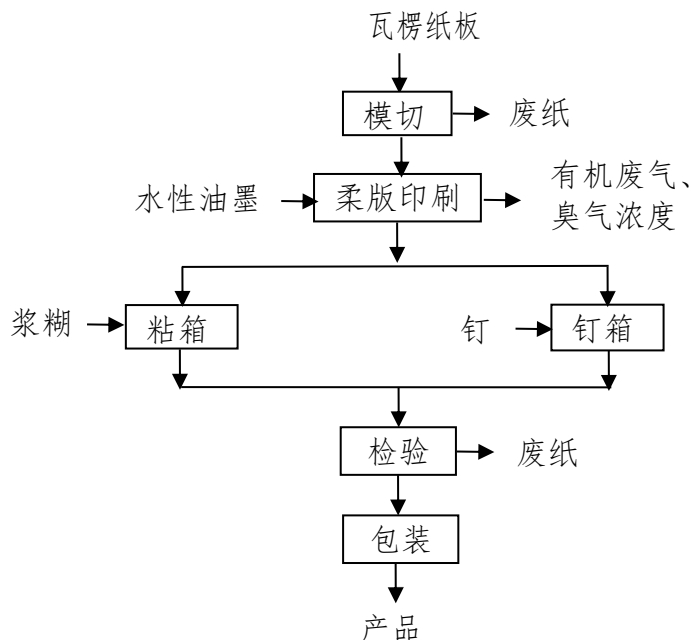 瓦楞纸板
模切
废纸
水性油墨
柔版印刷
有机废气、
臭气浓度
浆糊
粘箱
钉
钉箱
检验
废纸
包装
产品